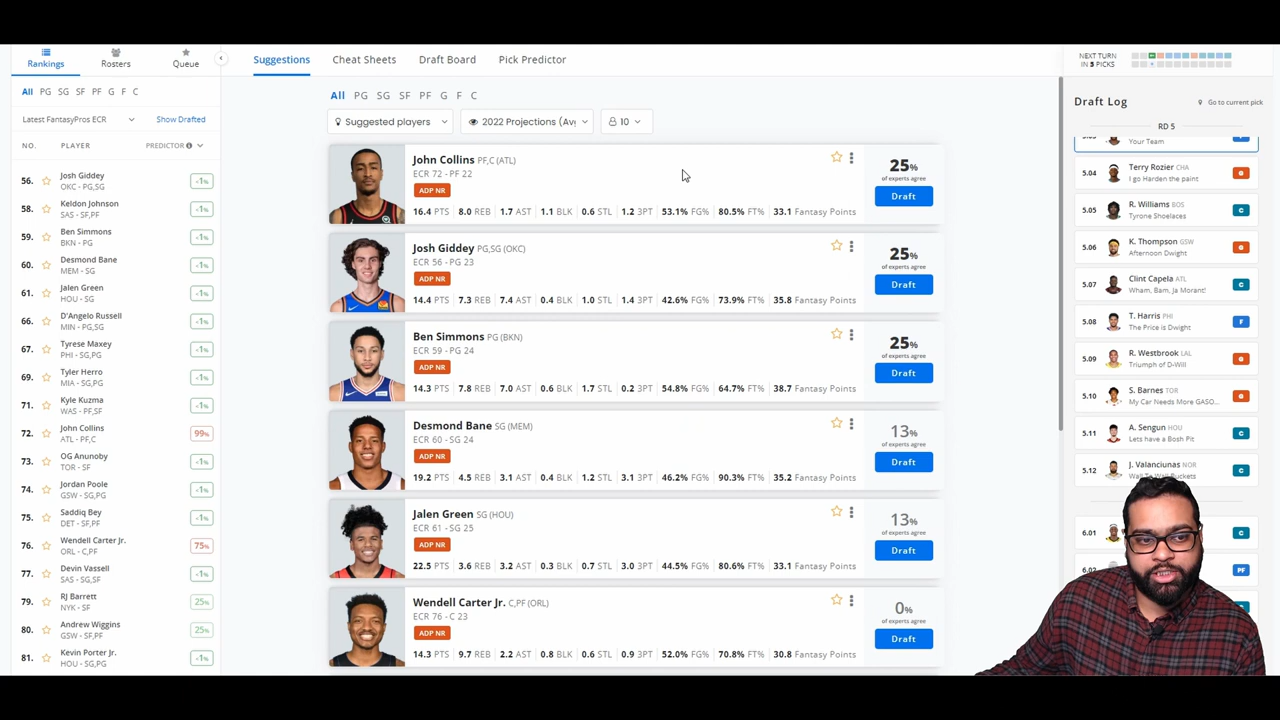 Rankings
Rosters
Queue
All PG SG SF PF G F C
Latest FantasyPros ECR
Show Drafted
NO. PLAYER PREDICTOR
56. Josh Giddey <1%
OKC - PG,SG
58. Keldon Johnson <1%
SAS - SF,PF
59. Ben Simmons <1%
BKN - PG
60. Desmond Bane <1%
MEM - SG
61. Jalen Green <1%
HOU - SG
66. D'Angelo Russell <1%
MIN - PG,SG
67. Tyrese Maxey <1%
PHI - SG,PG
69. Tyler Herro <1%
MIA - SG,PG
71. Kyle Kuzma <1%
WAS - PF,SF
72. John Collins 99%
ATL - PF,C
73. OG Anunoby <1%
TOR - SF
74. Jordan Poole <1%
GSW - SG,PG
75. Saddiq Bey <1%
DET - SF,PF
76. Wendell Carter Jr. 75%
ORL - C,PF
77. Devin Vassell <1%
SAS - SG,SF
79. RJ Barrett 25%
NYK - SF
80. Andrew Wiggins 25%
GSW - SF,PF
81. Kevin Porter Jr. <1%
HOU - SG,PG
Suggestions Cheat Sheets Draft Board Pick Predictor
All PG SG SF PF G F C
Suggested players 2022 Projections (Avg 10
John Collins PF,C (ATL)
ECR 72 - PF 22
ADP NR
16.4 PTS 8.0 REB 1.7 AST 1.1 BLK 0.6 STL 1.2 3PT 53.1% FG% 80.5% FT% 33.1 Fantasy Points
25%
of experts agree
Draft
Josh Giddey PG,SG (OKC)
ECR 56 - PG 23
ADP NR
14.4 PTS 7.3 REB 7.4 AST 0.4 BLK 1.0 STL 1.4 3PT 42.6% FG% 73.9% FT% 35.8 Fantasy Points
25%
of experts agree
Draft
Ben Simmons PG (BKN)
ECR 59 - PG 24
ADP NR
14.3 PTS 7.8 REB 7.0 AST 0.6 BLK 1.7 STL 0.2 3PT 54.8% FG% 64.7% FT% 38.7 Fantasy Points
25%
of experts agree
Draft
Desmond Bane SG (MEM)
ECR 60 - SG 24
ADP NR
19.2 PTS 4.5 REB 3.1 AST 0.4 BLK 1.2 STL 3.1 3PT 46.2% FG% 90.3% FT% 35.2 Fantasy Points
13%
of experts agree
Draft
Jalen Green SG (HOU)
ECR 61 - SG 25
ADP NR
22.5 PTS 3.6 REB 3.2 AST 0.3 BLK 0.7 STL 3.0 3PT 44.5% FG% 80.6% FT% 33.1 Fantasy Points
13%
of experts agree
Draft
Wendell Carter Jr. C,PF (ORL)
ECR 76 - C 23
ADP NR
14.3 PTS 9.7 REB 2.2 AST 0.8 BLK 0.6 STL 0.9 3PT 52.0% FG% 70.8% FT% 30.8 Fantasy Points
0%
of experts agree
Draft
NEXT TURN
IN 5 PICKS
Draft Log
Go to current pick
RD 5
Your Team
5.04 Terry Rozier CHA G
I go Harden the paint
5.05 R. Williams BOS C
Tyrone Shoelaces
5.06 K. Thompson GSW G
Afternoon Dwight
5.07 Clint Capela ATL C
Wham, Bam, Ja Morant!
5.08 T. Harris PHI F
The Price is Dwight
5.09 R. Westbrook LAL G
Triumph of D-Will
5.10 S. Barnes TOR G
My Car Needs More GASO...
5.11 A. Sengun HOU C
Lets have a Bosh Pit
5.12 J. Valanciunas NOR C
6.01 C
6.02 PF